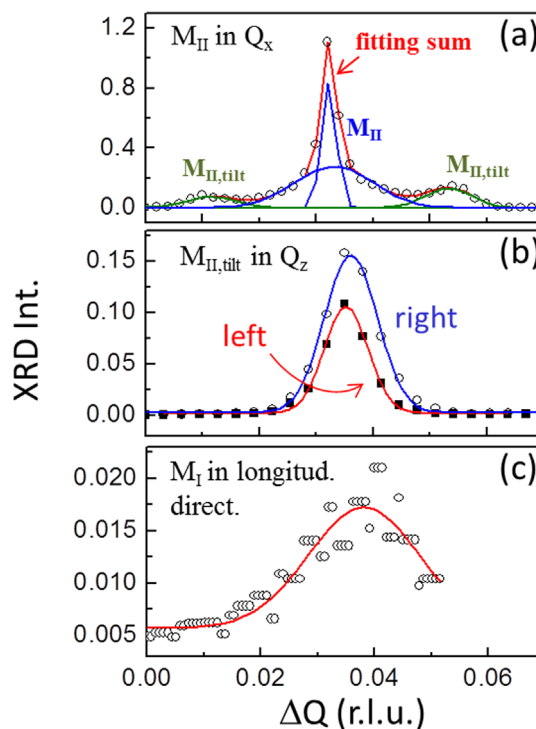 1.2
M_II in Q_x
(a)
fitting sum
0.8
M_II
0.4
M_II,tilt
M_II,tilt
0.0
0.15
M_II,tilt in Q_z
(b)
0.10
left
right
0.05
0.00
XRD Int.
0.020
M_I in longitud.
(c)
direct.
0.015
0.010
0.005
0.00
0.02
0.04
0.06
ΔQ (r.l.u.)